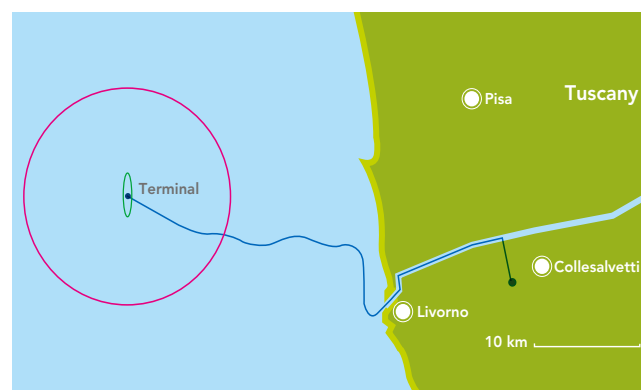 Pisa
Tuscany
Terminal
Collesalvetti
Livorno
10 km